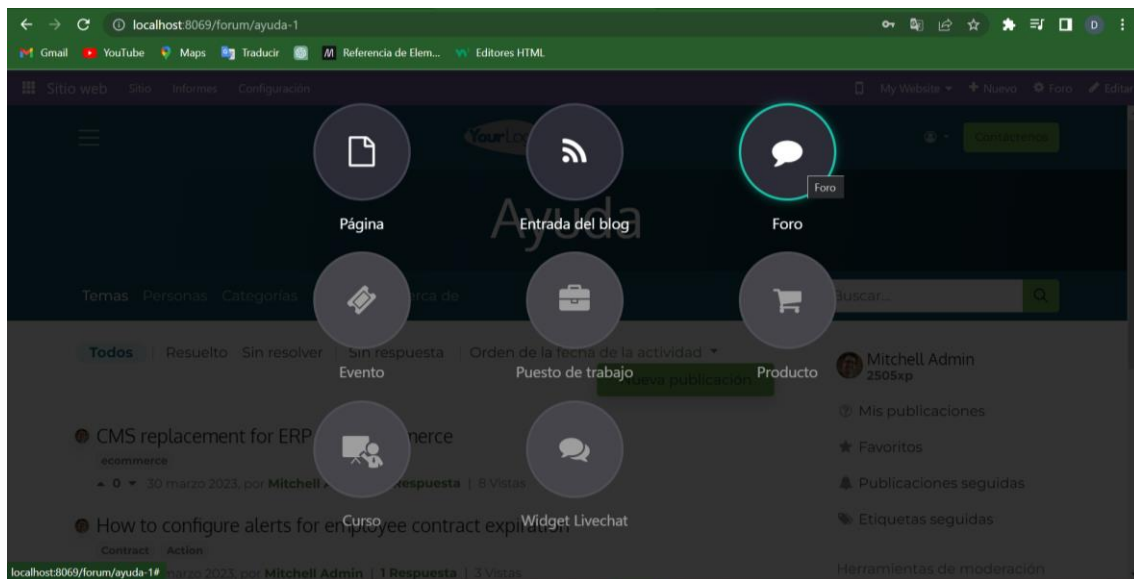 localhost:8069/forum/ayuda-1
D
Gmail YouTube Maps Traducir M Referencia de Elem... Editores HTML
Sitio web Sitio Informes Configuración My Website + Nuevo Foro Editar
Contáctenos
Ayuda
Página Entrada del blog Foro
Foro
Temas Personas Categorías
Buscar...
Todos Resuelto Sin resolver Sin respuesta Orden de la fecha de la actividad
Evento Puesto de trabajo Producto
Nueva publicación
Mitchell Admin
2505xp
Mis publicaciones
CMS replacement for ERP
ecommerce
0 30 marzo 2023, por Mitchell Respuesta | 8 Vistas
Favoritos
Publicaciones seguidas
Curso Widget Livechat
How to configure alerts for employee contract expiration
Contract Action
Etiquetas seguidas
localhost:8069/forum/ayuda-1# marzo 2023, por Mitchell Admin | 1 Respuesta | 3 Vistas
Herramientas de moderación